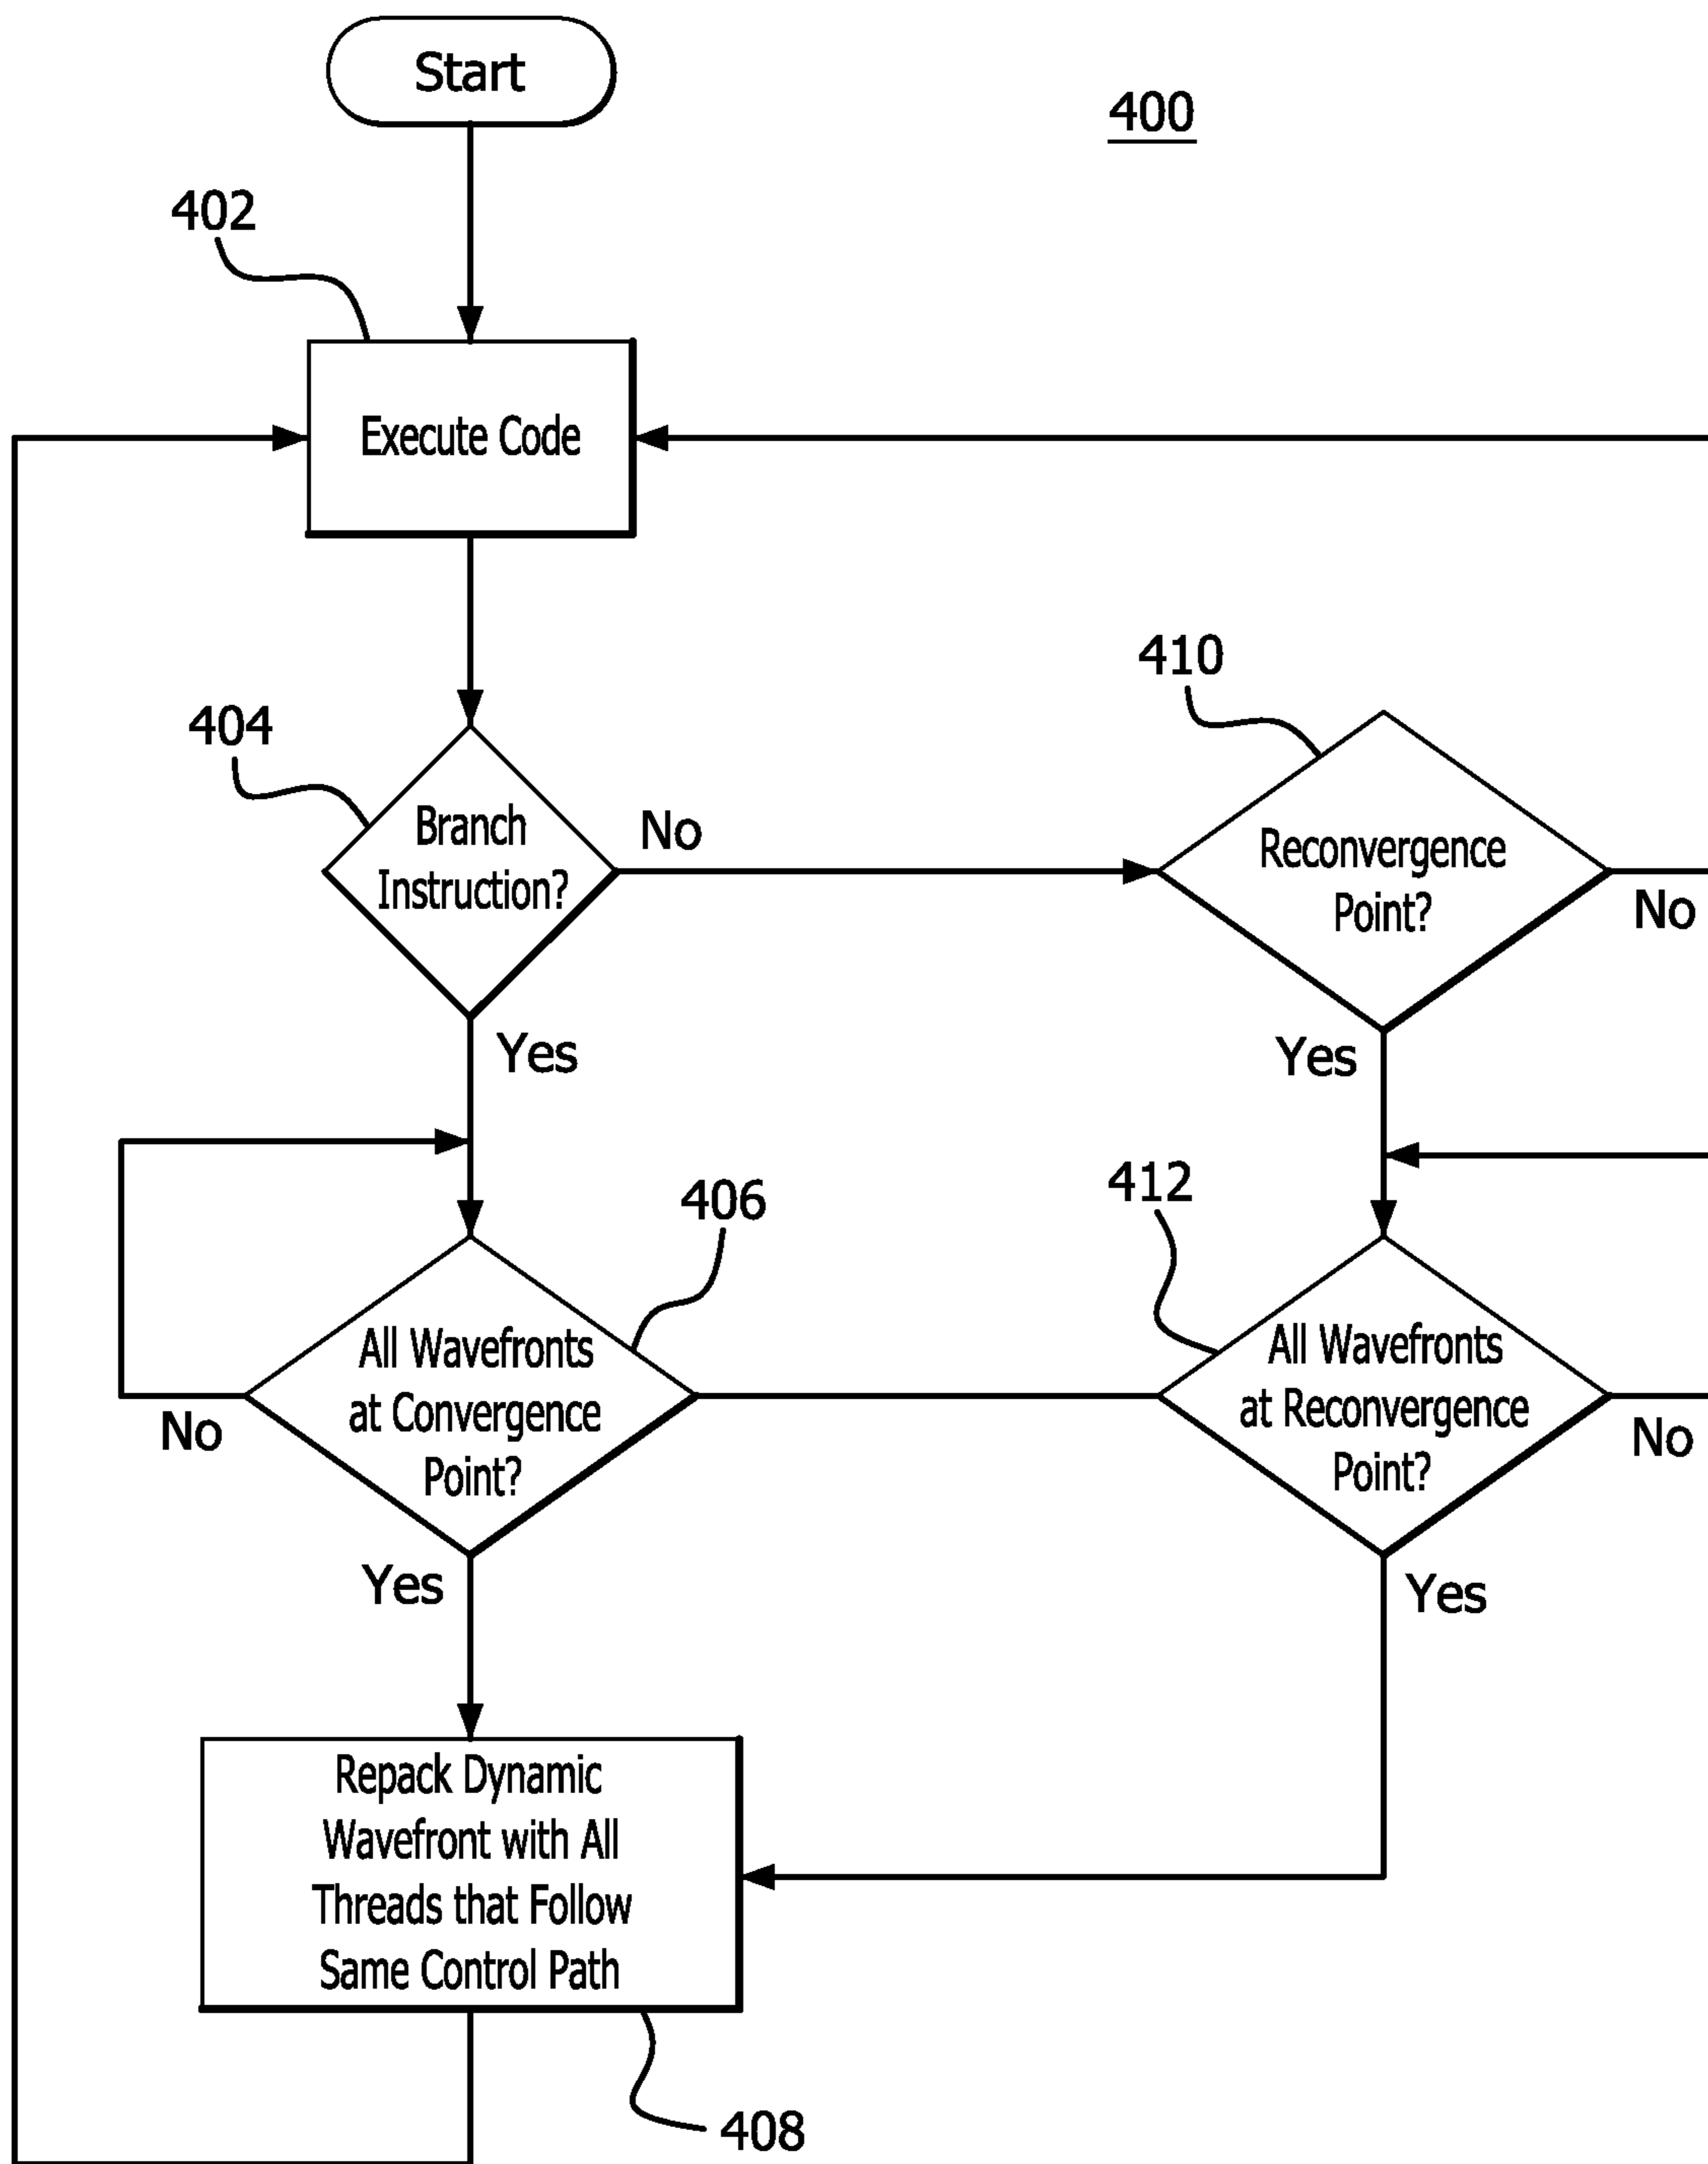 Start
400
402
Execute Code
410
404
Branch
Instruction?
No
Reconvergence
Point?
No
Yes
Yes
406
412
All Wavefronts
at Convergence
Point?
No
All Wavefronts
at Reconvergence
Point?
No
Yes
Yes
Repack Dynamic
Wavefront with All
Threads that Follow
Same Control Path
408